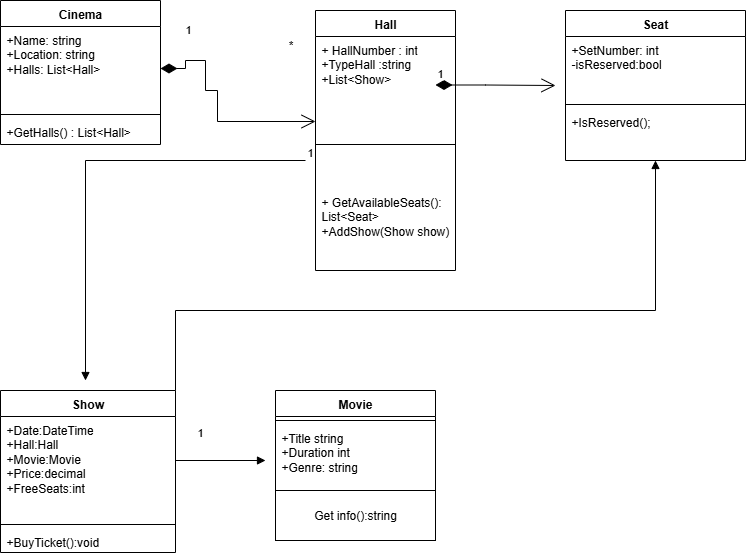 Cinema
+Name: string
+Location: string
+Halls: List<Hall>
+GetHalls() : List<Hall>
1
*
Hall
+ HallNumber : int
+TypeHall :string
+List<Show>
+ GetAvailableSeats():
List<Seat>
+AddShow(Show show)
1
1
Seat
+SetNumber: int
-isReserved:bool
+IsReserved();
Show
+Date:DateTime
+Hall:Hall
+Movie:Movie
+Price:decimal
+FreeSeats:int
+BuyTicket():void
1
Movie
+Title string
+Duration int
+Genre: string
Get info():string